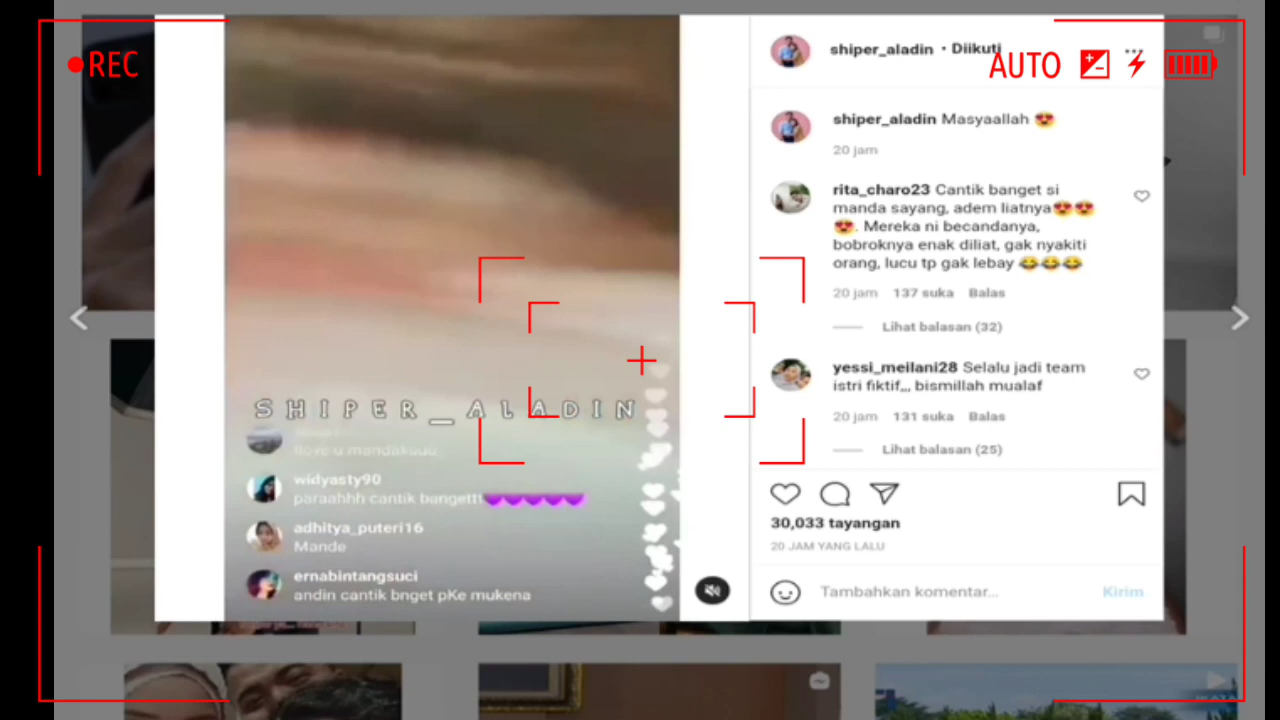 REC
AUTO
shiper_aladin • Diikuti
shiper_aladin Masyaallah 😍
20 jam
rita_charo23 Cantik banget si
manda sayang, adem liatnya😍😍
😍. Mereka ni becandanya,
bobroknya enak diliat, gak nyakiti
orang, lucu tp gak lebay 😂😂😂
20 jam 137 suka Balas
Lihat balasan (32)
yessi_meilani28 Selalu jadi team
istri fiktif,,, bismillah mualaf
20 jam 131 suka Balas
Lihat balasan (25)
30,033 tayangan
20 JAM YANG LALU
Tambahkan komentar... Kirim
SHIPER_ALADIN
widyasty90
paraahhh cantik bangettt💜💜💜💜💜
adhitya_puteri16
Mande
ernabintangsuci
andin cantik bnget pKe mukena